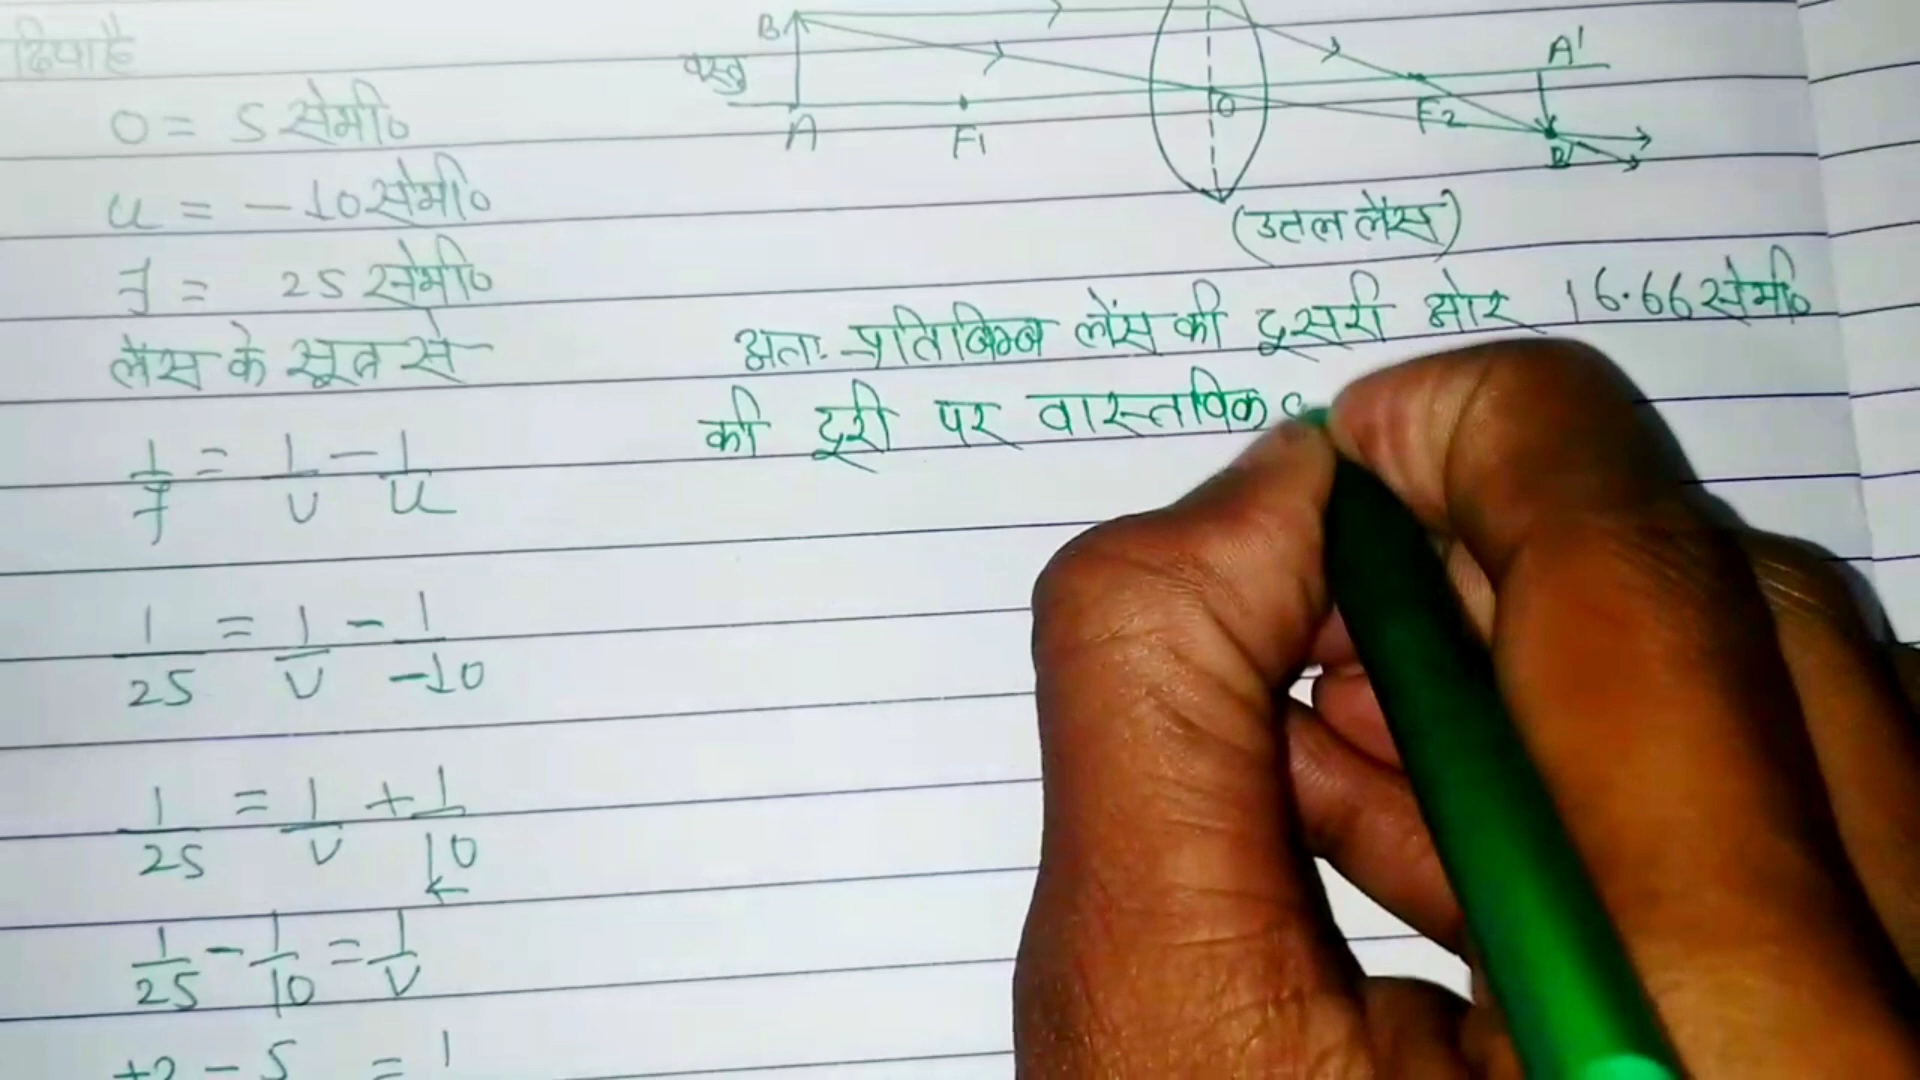 दिया है
O = 5 सेमी०
u = -10 सेमी०
f = 25 सेमी०
लेंस के सूत्र से
1/f = 1/v - 1/u
1/25 = 1/v - 1/-10
1/25 = 1/v + 1/10
1/25 - 1/10 = 1/v
+2 - 5 = 1
B
वस्तु
A
F1
O
F2
A'
B'
(उतल लेंस)
अतः प्रतिबिम्ब लेंस की दूसरी ओर 16.66 सेमी०
की दूरी पर वास्तविक